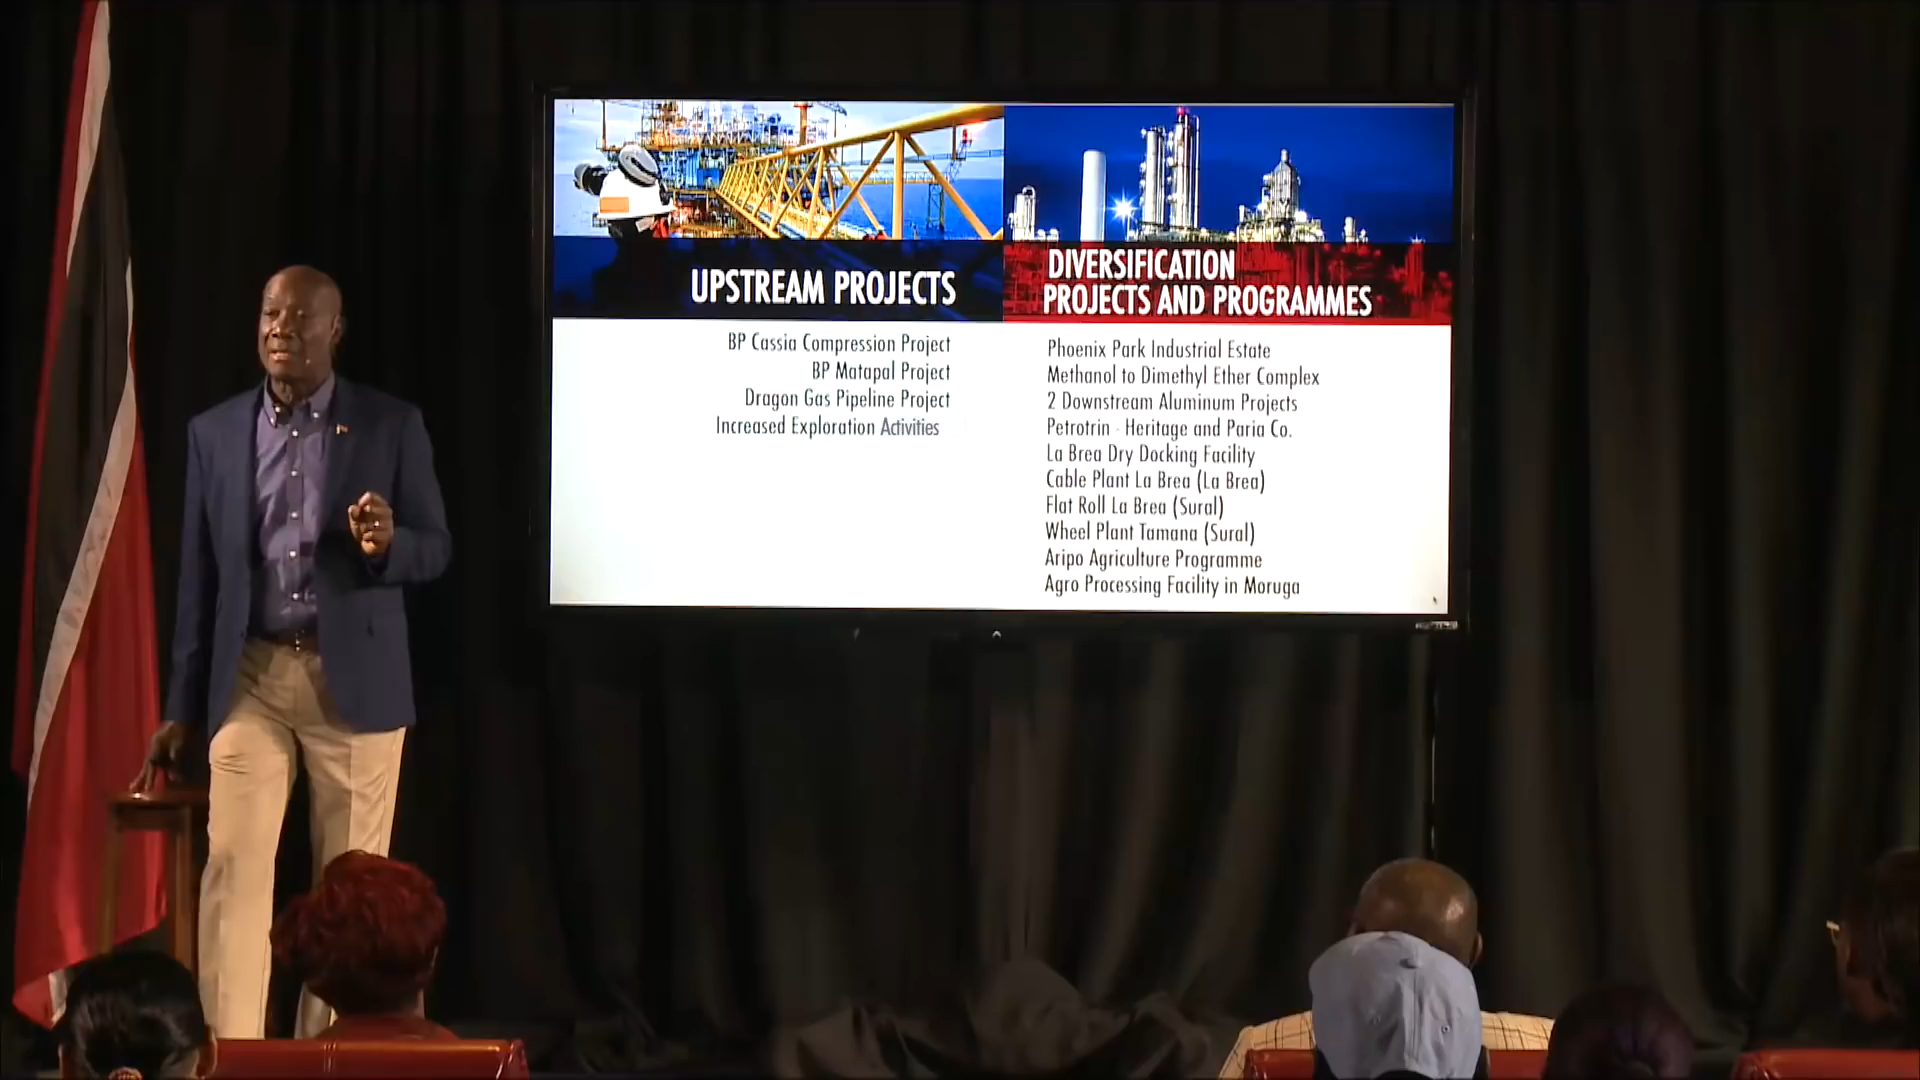 UPSTREAM PROJECTS
BP Cassia Compression Project
BP Matapal Project
Dragon Gas Pipeline Project
Increased Exploration Activities
DIVERSIFICATION
PROJECTS AND PROGRAMMES
Phoenix Park Industrial Estate
Methanol to Dimethyl Ether Complex
2 Downstream Aluminum Projects
Petrotrin - Heritage and Paria Co.
La Brea Dry Docking Facility
Cable Plant La Brea (La Brea)
Flat Roll La Brea (Sural)
Wheel Plant Tamana (Sural)
Aripo Agriculture Programme
Agro Processing Facility in Moruga